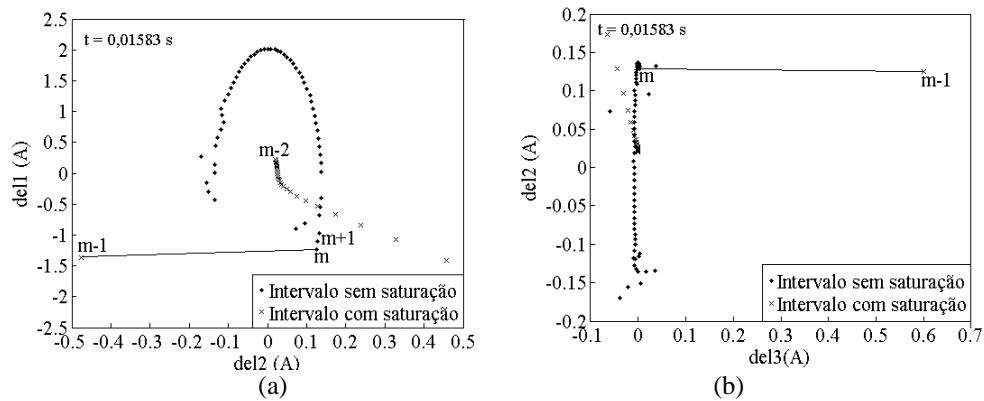 t = 0,01583 s
2.5
2
1.5
1
0.5
0
-0.5
-1
-1.5
-2
-2.5
del1 (A)
m-2
m-1
m+1
m
Intervalo sem saturação
Intervalo com saturação
-0.5 -0.4 -0.3 -0.2 -0.1 0 0.1 0.2 0.3 0.4 0.5
del2 (A)
(a)
t = 0,01583 s
0.2
0.15
0.1
0.05
0
-0.05
-0.1
-0.15
-0.2
del2 (A)
m
m-1
Intervalo sem saturação
Intervalo com saturação
-0.1 0 0.1 0.2 0.3 0.4 0.5 0.6 0.7
del3(A)
(b)